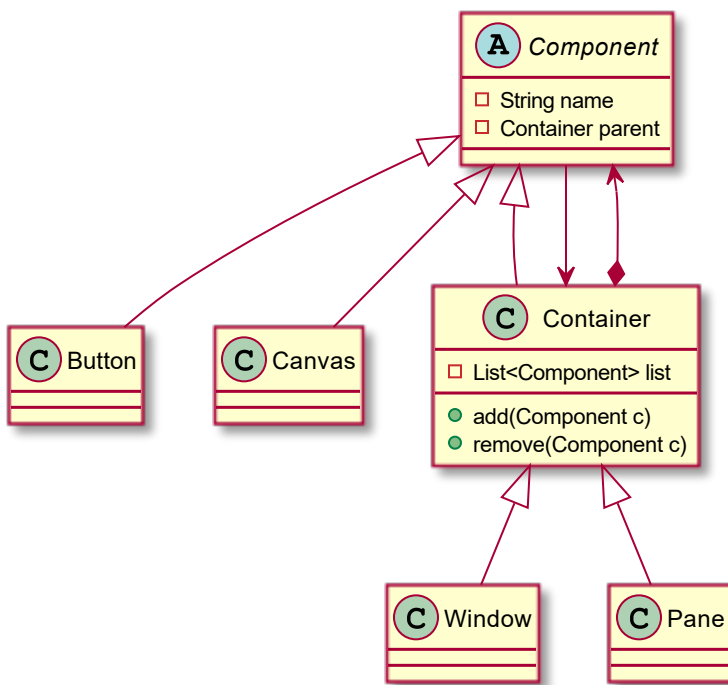 A Component
String name
Container parent
C Button
C Canvas
C Container
List<Component> list
add(Component c)
remove(Component c)
C Window
C Pane